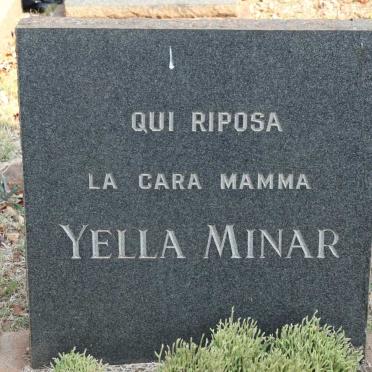 QUI RIPOSA
LA CARA MAMMA
YELLA MINAR